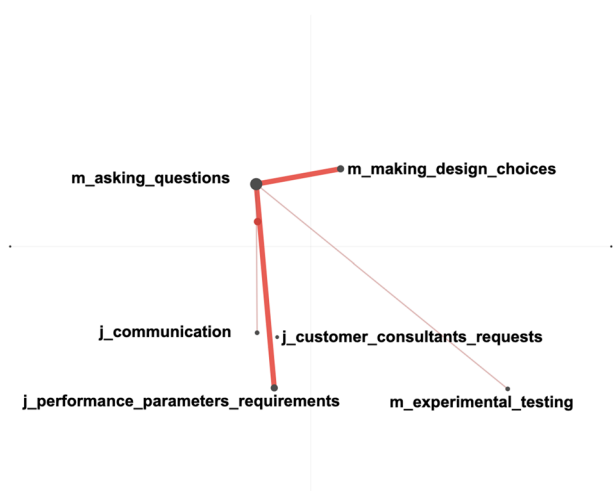 m_making_design_choices
m_asking_questions
j_communication
j_customer_consultants_requests
j_performance_parameters_requirements
m_experimental_testing